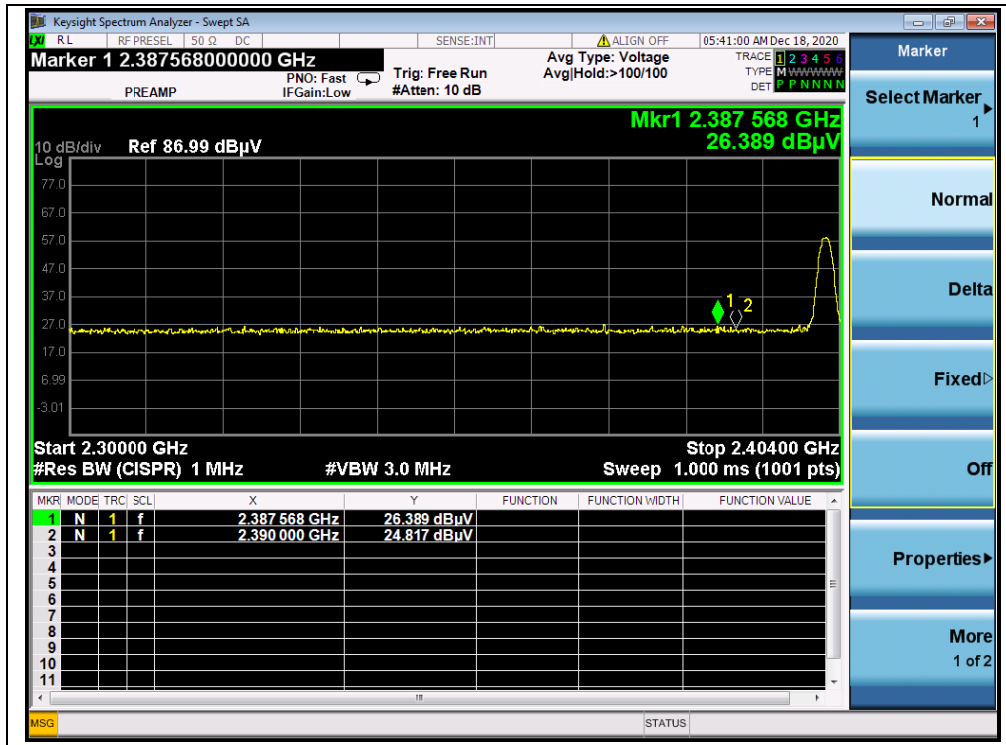 Keysight Spectrum Analyzer - Swept SA
LXI RL RF PRESEL 50 Ω DC SENSE:INT ALIGN OFF 05:41:00 AM Dec 18, 2020
Marker 1 2.387568000000 GHz
PREAMP
PNO: Fast
IFGain:Low
Trig: Free Run
#Atten: 10 dB
Avg Type: Voltage
Avg|Hold:>100/100
TRACE 1 2 3 4 5 6
TYPE M WWWWW
DET P P N N N N
Mkr1 2.387 568 GHz
26.389 dBµV
10 dB/div Ref 86.99 dBµV
Log
77.0
67.0
57.0
47.0
37.0
27.0
17.0
6.99
-3.01
1
2
Start 2.30000 GHz Stop 2.40400 GHz
#Res BW (CISPR) 1 MHz #VBW 3.0 MHz Sweep 1.000 ms (1001 pts)
MKR MODE TRC SCL X Y FUNCTION FUNCTION WIDTH FUNCTION VALUE
1 N 1 f 2.387 568 GHz 26.389 dBµV
2 N 1 f 2.390 000 GHz 24.817 dBµV
3
4
5
6
7
8
9
10
11
MSG STATUS
Marker
Select Marker
1
Normal
Delta
Fixed
Off
Properties
More
1 of 2